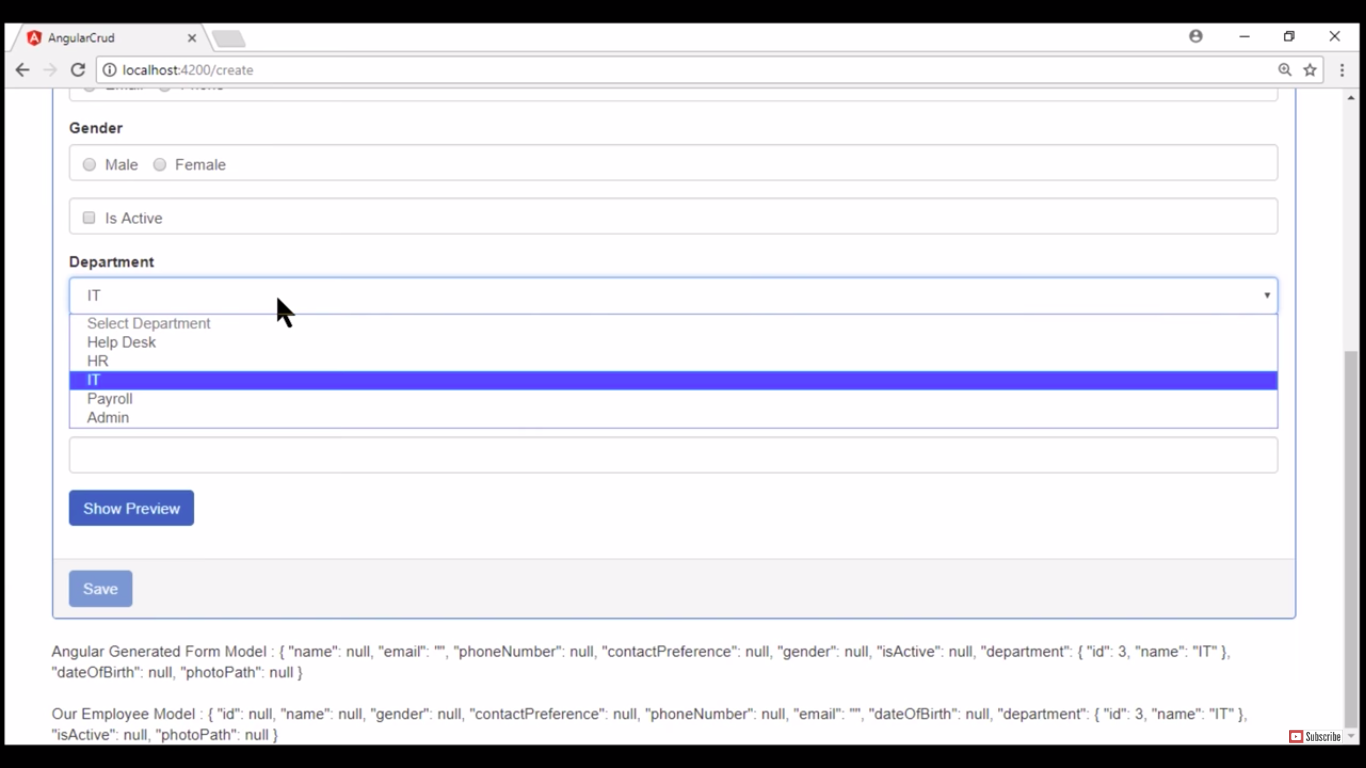 AngularCrud
localhost:4200/create
Gender
Male Female
Is Active
Department
IT
Select Department
Help Desk
HR
IT
Payroll
Admin
Show Preview
Save
Angular Generated Form Model : { "name": null, "email": "", "phoneNumber": null, "contactPreference": null, "gender": null, "isActive": null, "department": { "id": 3, "name": "IT" },
"dateOfBirth": null, "photoPath": null }
Our Employee Model : { "id": null, "name": null, "gender": null, "contactPreference": null, "phoneNumber": null, "email": "", "dateOfBirth": null, "department": { "id": 3, "name": "IT" },
"isActive": null, "photoPath": null }
Subscribe